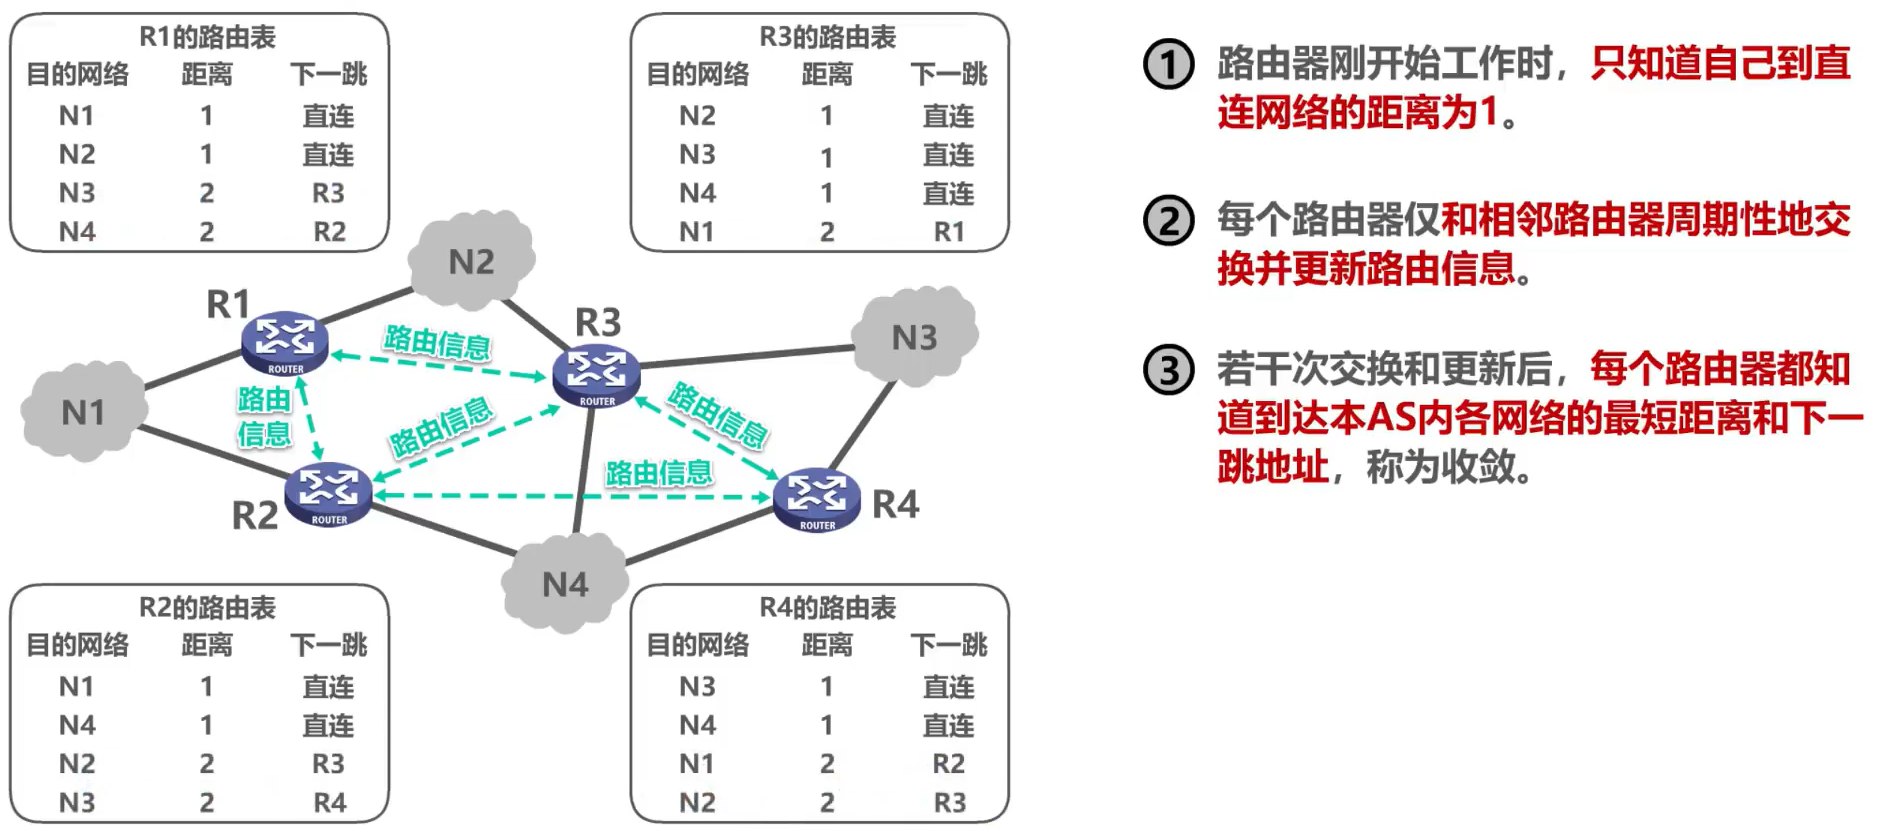 R1的路由表
目的网络 距离 下一跳
N1 1 直连
N2 1 直连
N3 2 R3
N4 2 R2
R3的路由表
目的网络 距离 下一跳
N2 1 直连
N3 1 直连
N4 1 直连
N1 2 R1
N2
R1
ROUTER
路由信息
R3
ROUTER
N3
N1
路由
信息
路由信息
路由信息
路由信息
R2
ROUTER
R4
ROUTER
N4
R2的路由表
目的网络 距离 下一跳
N1 1 直连
N4 1 直连
N2 2 R3
N3 2 R4
R4的路由表
目的网络 距离 下一跳
N3 1 直连
N4 1 直连
N1 2 R2
N2 2 R3
1 路由器刚开始工作时，只知道自己到直
连网络的距离为1。
2 每个路由器仅和相邻路由器周期性地交
换并更新路由信息。
3 若干次交换和更新后，每个路由器都知
道到达本AS内各网络的最短距离和下一
跳地址，称为收敛。